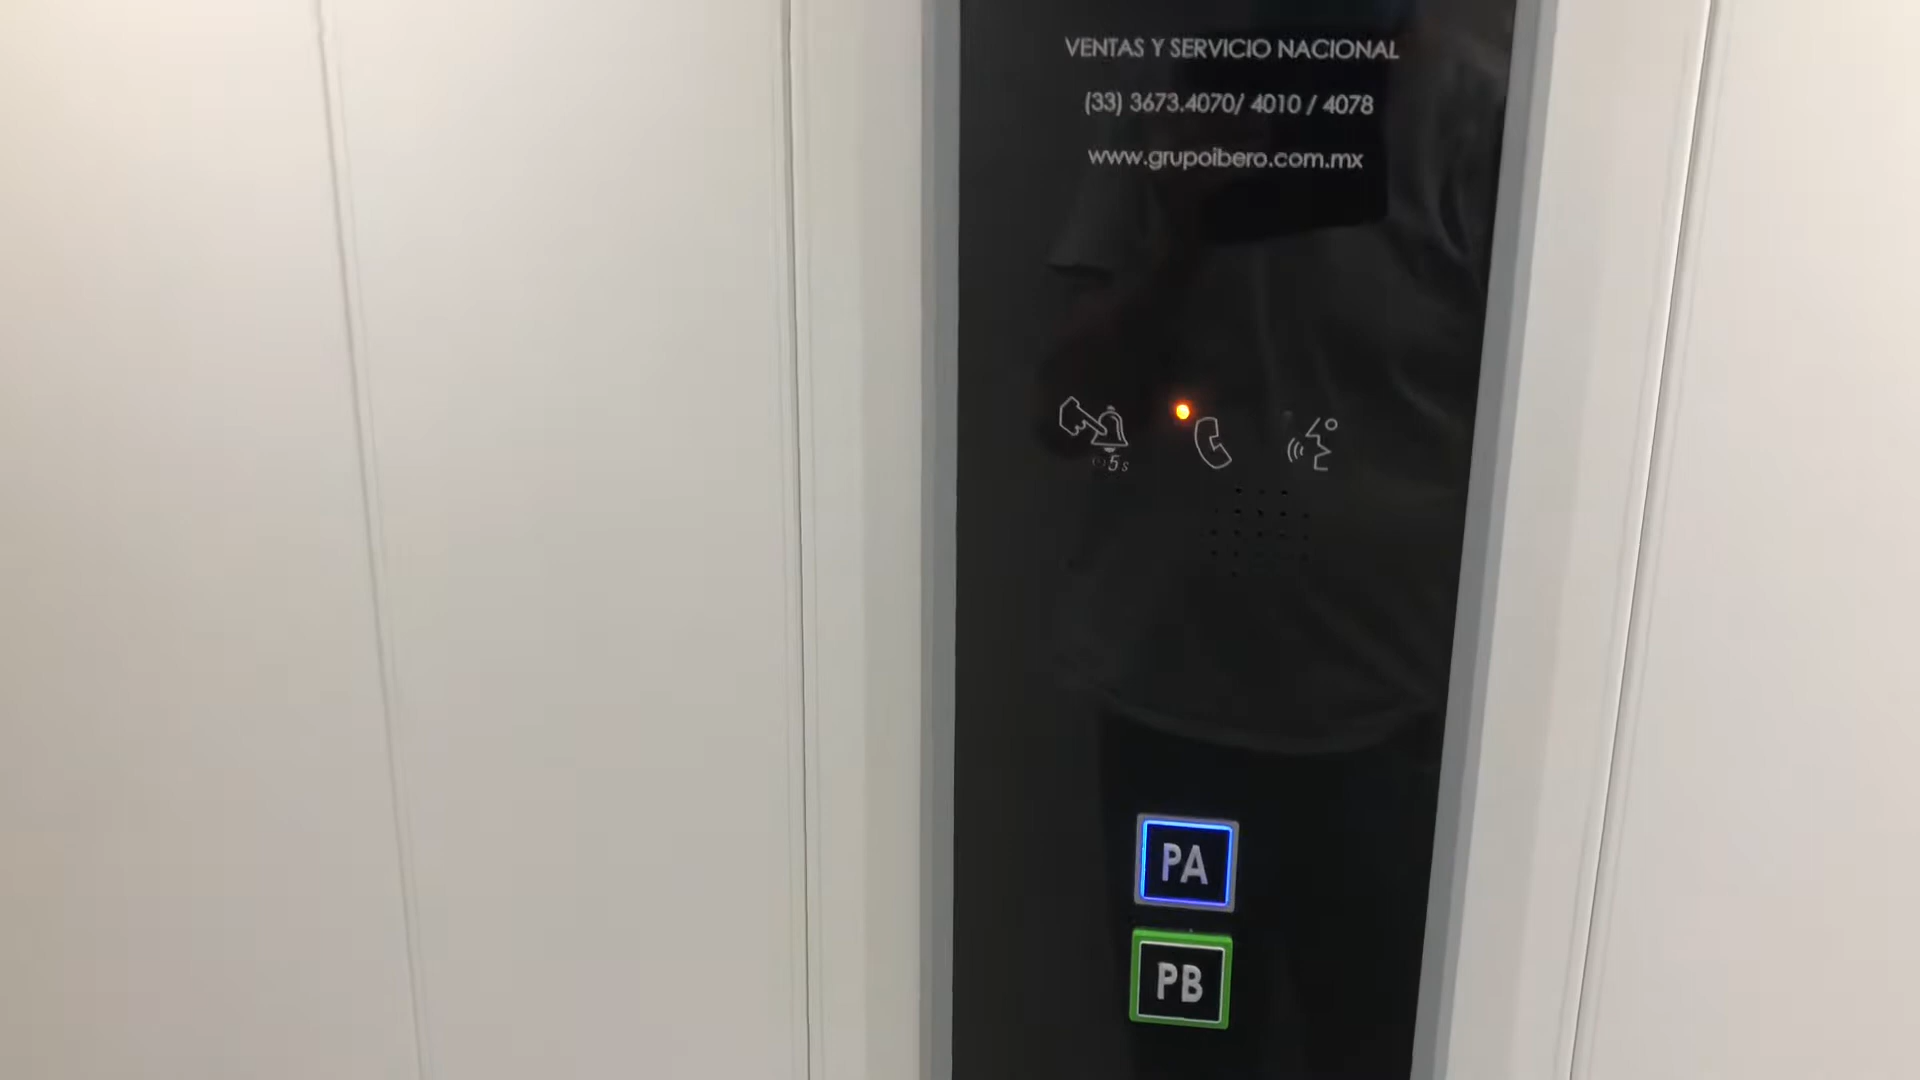 VENTAS Y SERVICIO NACIONAL
(33) 3673.4070/ 4010 / 4078
www.grupoibero.com.mx
5s
PA
PB